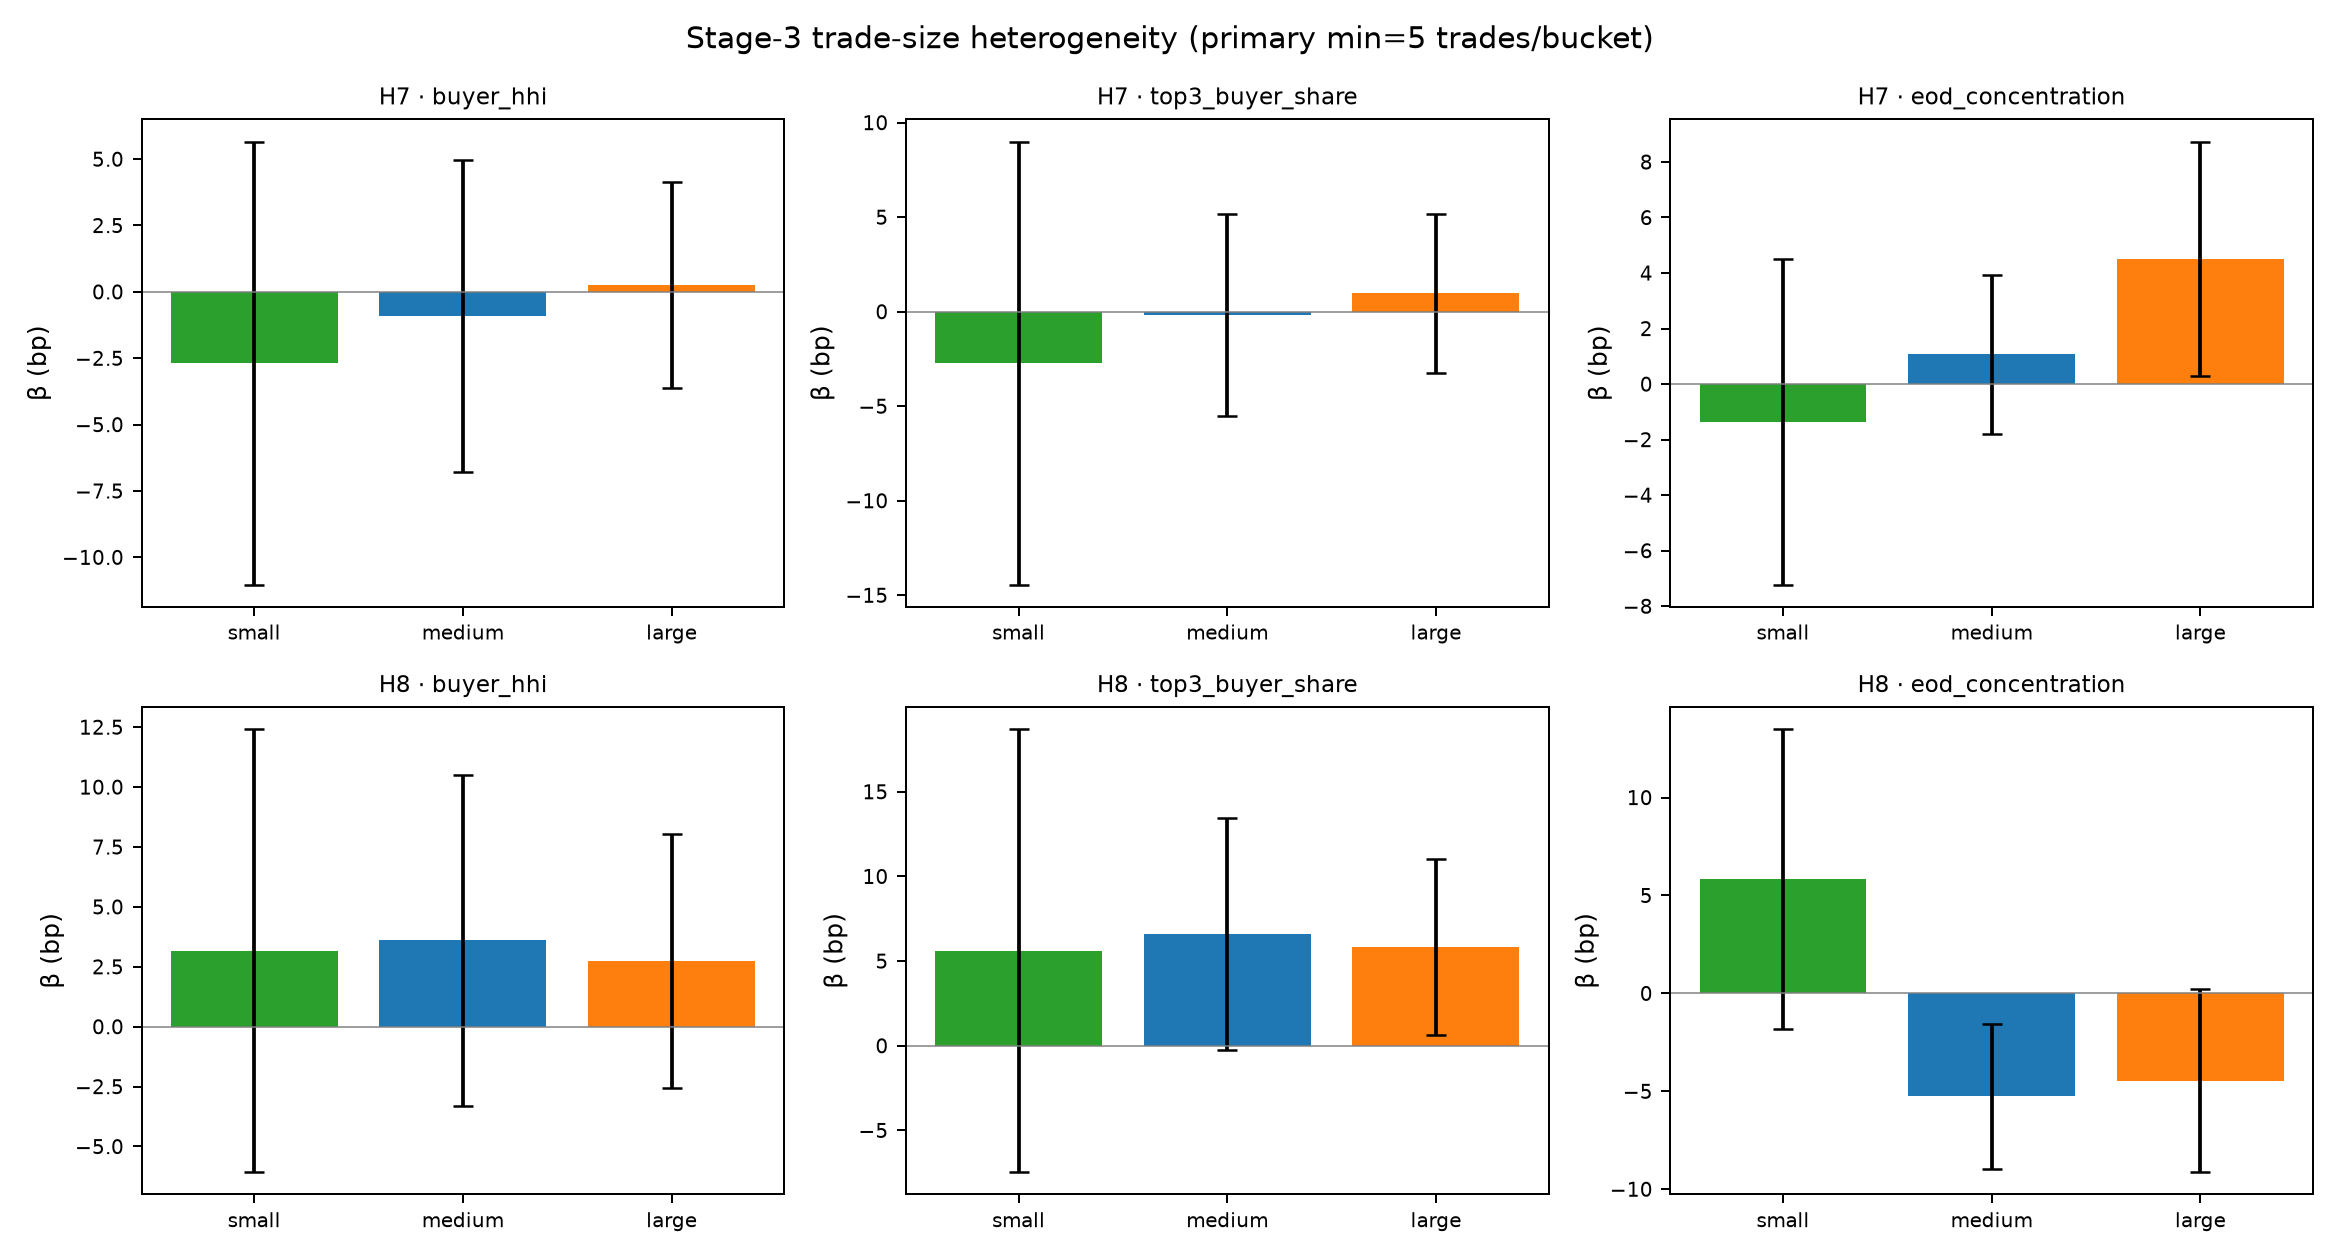 Stage-3 trade-size heterogeneity (primary min=5 trades/bucket)
H7 · buyer_hhi
β (bp)
5.0
2.5
0.0
−2.5
−5.0
−7.5
−10.0
small medium large
H7 · top3_buyer_share
β (bp)
10
5
0
−5
−10
−15
small medium large
H7 · eod_concentration
β (bp)
8
6
4
2
0
−2
−4
−6
−8
small medium large
H8 · buyer_hhi
β (bp)
12.5
10.0
7.5
5.0
2.5
0.0
−2.5
−5.0
small medium large
H8 · top3_buyer_share
β (bp)
15
10
5
0
−5
small medium large
H8 · eod_concentration
β (bp)
10
5
0
−5
−10
small medium large